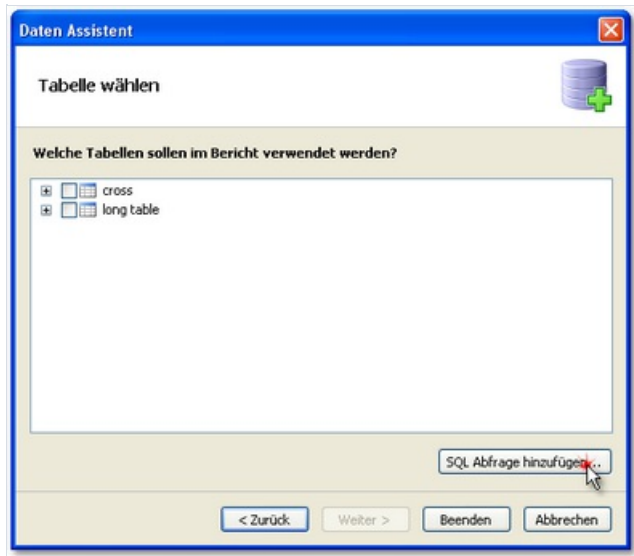 Daten Assistent
Tabelle wählen
Welche Tabellen sollen im Bericht verwendet werden?
cross
long table
SQL Abfrage hinzufügen...
< Zurück Weiter > Beenden Abbrechen